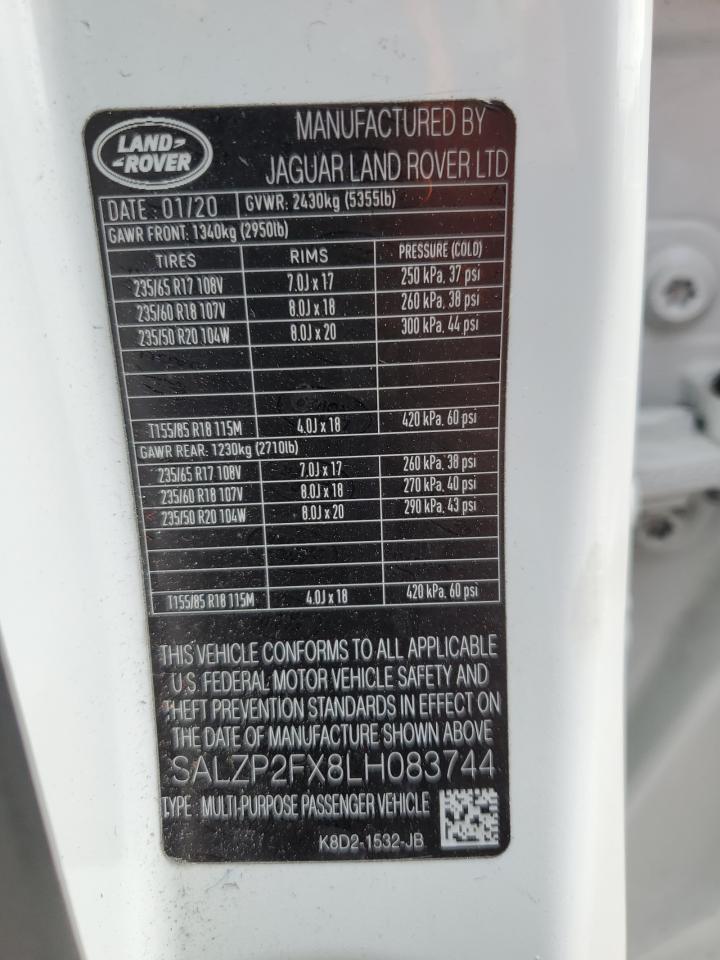 LAND ROVER
MANUFACTURED BY
JAGUAR LAND ROVER LTD
DATE : 01/20 GVWR: 2430kg (5355lb)
GAWR FRONT: 1340kg (2950lb)
TIRES RIMS PRESSURE (COLD)
235/65 R17 108V 7.0J x 17 250 kPa, 37 psi
235/60 R18 107V 8.0J x 18 260 kPa, 38 psi
235/50 R20 104W 8.0J x 20 300 kPa, 44 psi
T155/85 R18 115M 4.0J x 18 420 kPa, 60 psi
GAWR REAR: 1230kg (2710lb)
235/65 R17 108V 7.0J x 17 260 kPa, 38 psi
235/60 R18 107V 8.0J x 18 270 kPa, 40 psi
235/50 R20 104W 8.0J x 20 290 kPa, 43 psi
T155/85 R18 115M 4.0J x 18 420 kPa, 60 psi
THIS VEHICLE CONFORMS TO ALL APPLICABLE
U.S. FEDERAL MOTOR VEHICLE SAFETY AND
THEFT PREVENTION STANDARDS IN EFFECT ON
THE DATE OF MANUFACTURE SHOWN ABOVE
SALZP2FX8LH083744
TYPE : MULTI-PURPOSE PASSENGER VEHICLE
K8D2-1532-JB